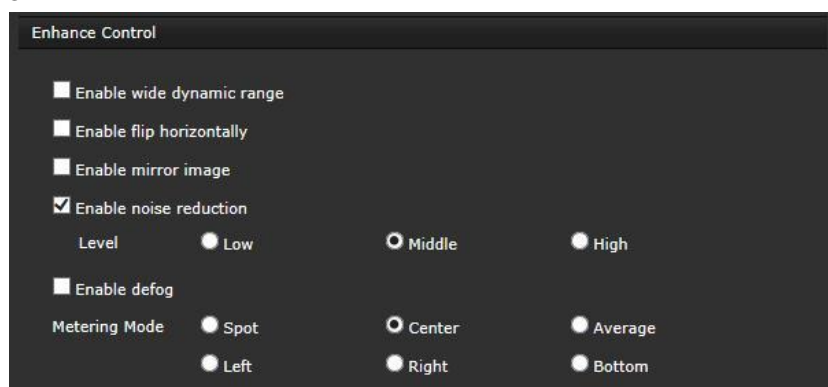 Enhance Control
Enable wide dynamic range
Enable flip horizontally
Enable mirror image
Enable noise reduction
Level Low Middle High
Enable defog
Metering Mode Spot Center Average
Left Right Bottom